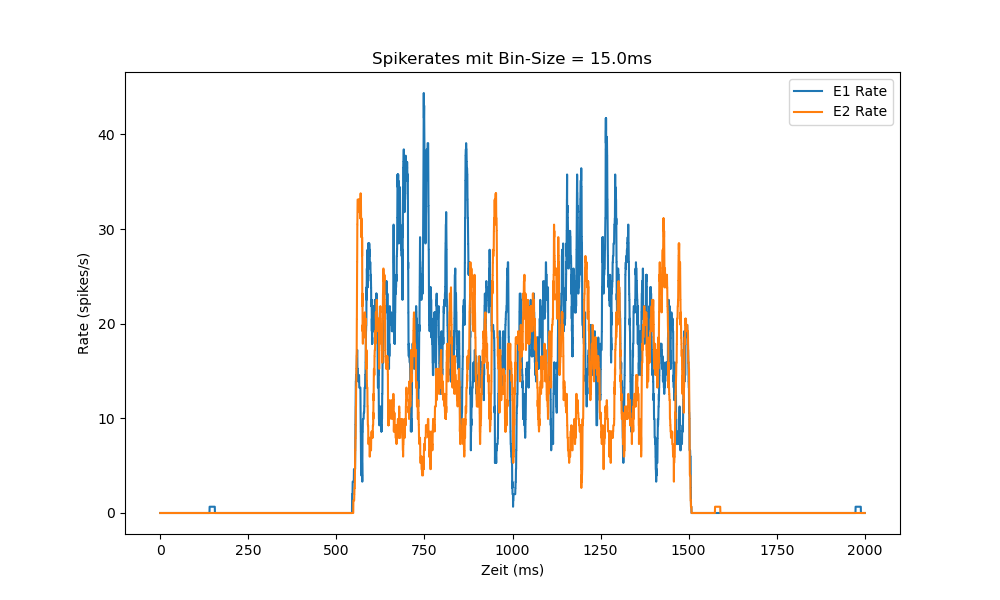 Spikerates mit Bin-Size = 15.0ms
E1 Rate
E2 Rate
Rate (spikes/s)
40
30
20
10
0
0 250 500 750 1000 1250 1500 1750 2000
Zeit (ms)